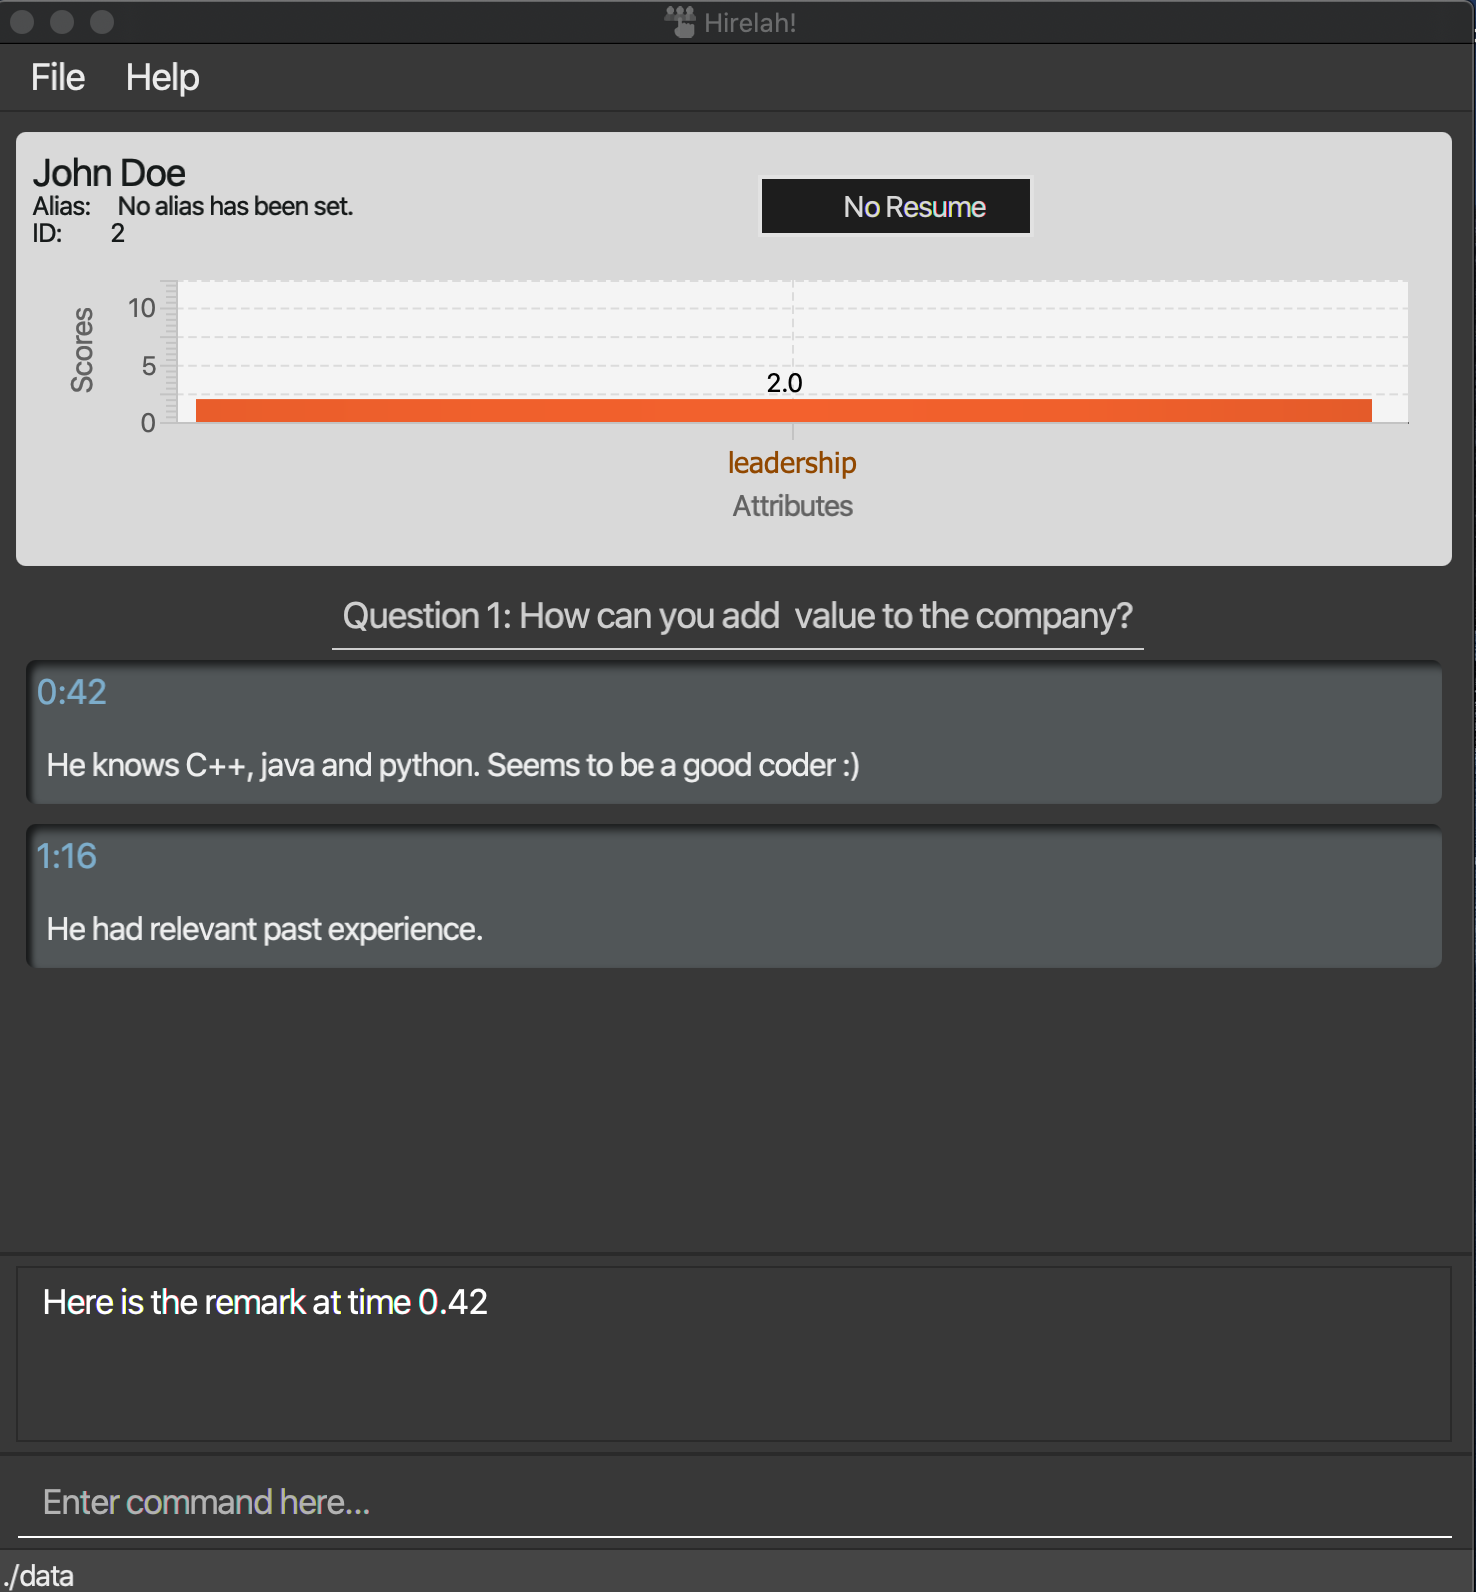 Hirelah!
File Help
John Doe
Alias: No alias has been set.
ID: 2
No Resume
Scores
10
5
0
2.0
leadership
Attributes
Question 1: How can you add  value to the company?
0:42
He knows C++, java and python. Seems to be a good coder :)
1:16
He had relevant past experience.
Here is the remark at time 0.42
Enter command here...
./data